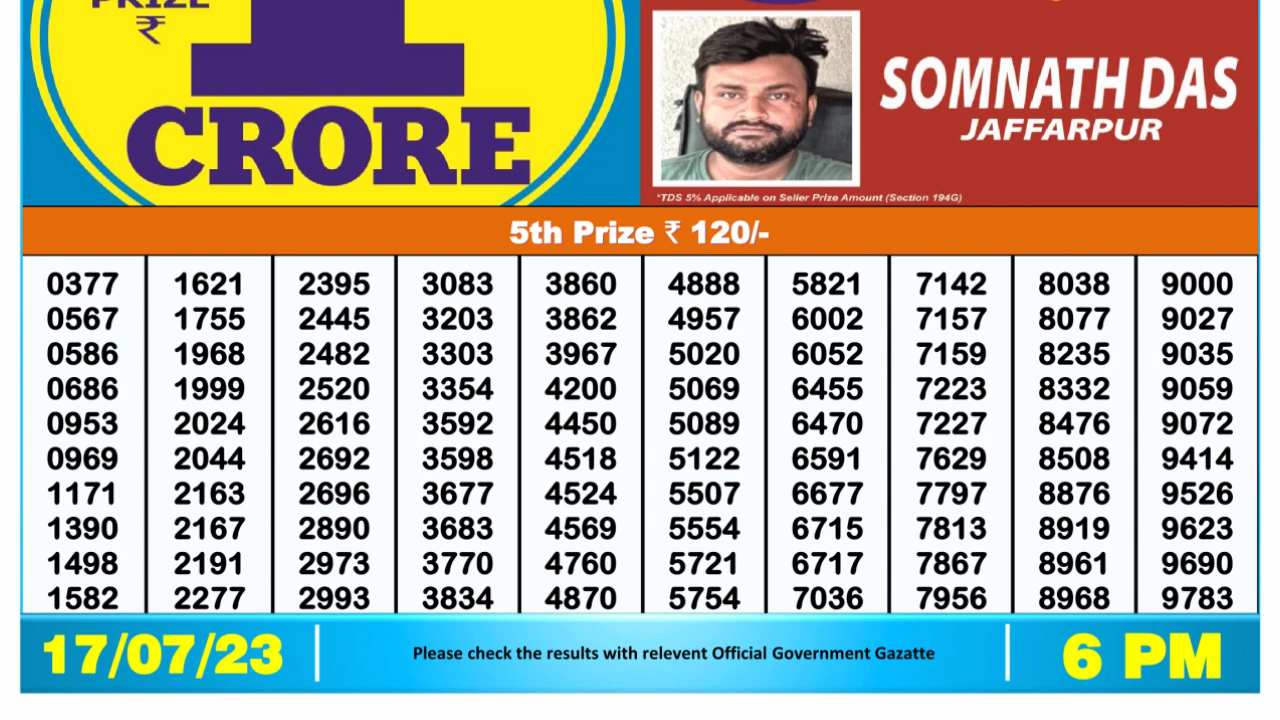 PRIZE
₹
1
CRORE
SOMNATH DAS
JAFFARPUR
*TDS 5% Applicable on Seller Prize Amount (Section 194G)
5th Prize ₹ 120/-
0377 1621 2395 3083 3860 4888 5821 7142 8038 9000
0567 1755 2445 3203 3862 4957 6002 7157 8077 9027
0586 1968 2482 3303 3967 5020 6052 7159 8235 9035
0686 1999 2520 3354 4200 5069 6455 7223 8332 9059
0953 2024 2616 3592 4450 5089 6470 7227 8476 9072
0969 2044 2692 3598 4518 5122 6591 7629 8508 9414
1171 2163 2696 3677 4524 5507 6677 7797 8876 9526
1390 2167 2890 3683 4569 5554 6715 7813 8919 9623
1498 2191 2973 3770 4760 5721 6717 7867 8961 9690
1582 2277 2993 3834 4870 5754 7036 7956 8968 9783
17/07/23
Please check the results with relevent Official Government Gazatte
6 PM